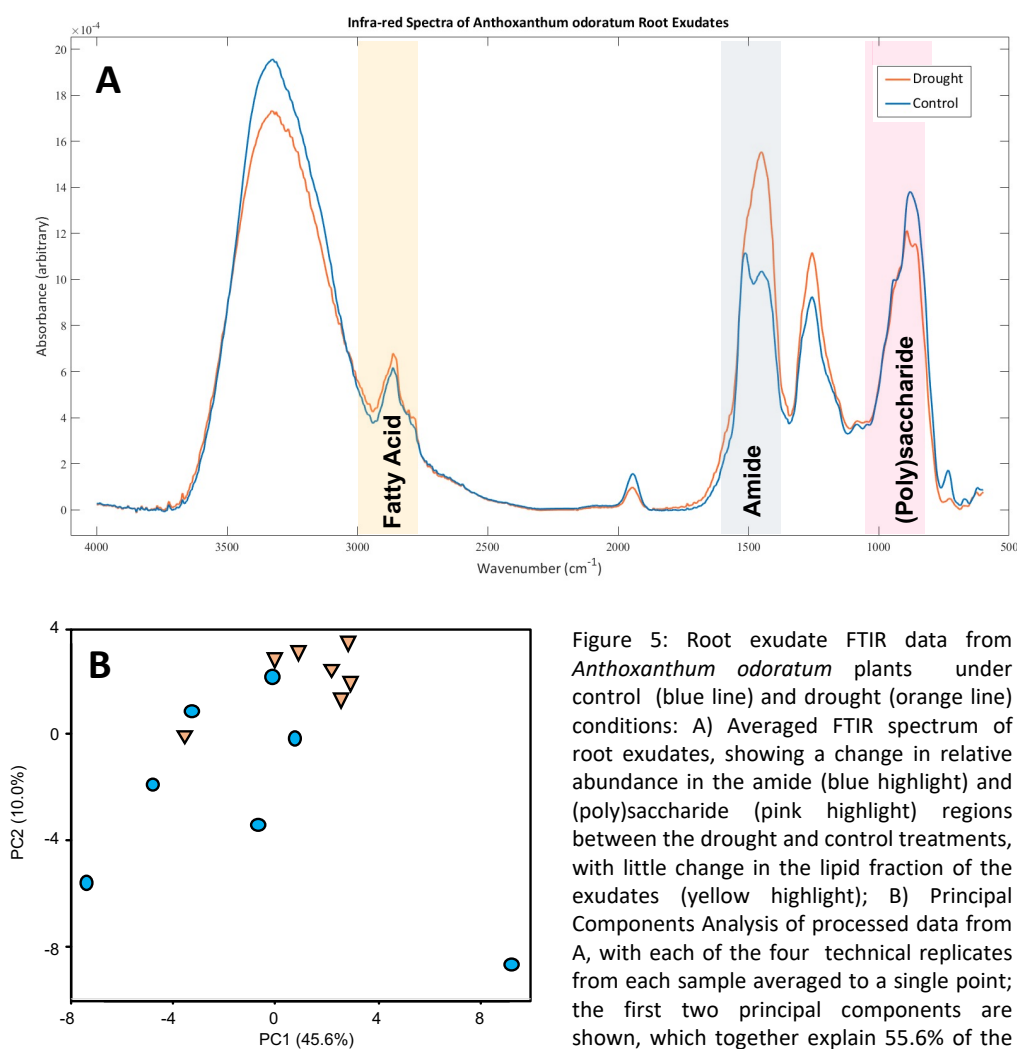 Infra-red Spectra of Anthoxanthum odoratum Root Exudates
×10⁻⁴
A
20
18
16
14
12
10
8
6
4
2
0
Absorbance (arbitrary)
Drought
Control
Fatty Acid
Amide
(Poly)saccharide
4000 3500 3000 2500 2000 1500 1000 500
Wavenumber (cm⁻¹)
B
4
0
-4
-8
PC2 (10.0%)
-8 -4 0 4 8
PC1 (45.6%)
Figure 5: Root exudate FTIR data from
Anthoxanthum odoratum plants under
control (blue line) and drought (orange line)
conditions: A) Averaged FTIR spectrum of
root exudates, showing a change in relative
abundance in the amide (blue highlight) and
(poly)saccharide (pink highlight) regions
between the drought and control treatments,
with little change in the lipid fraction of the
exudates (yellow highlight); B) Principal
Components Analysis of processed data from
A, with each of the four technical replicates
from each sample averaged to a single point;
the first two principal components are
shown, which together explain 55.6% of the